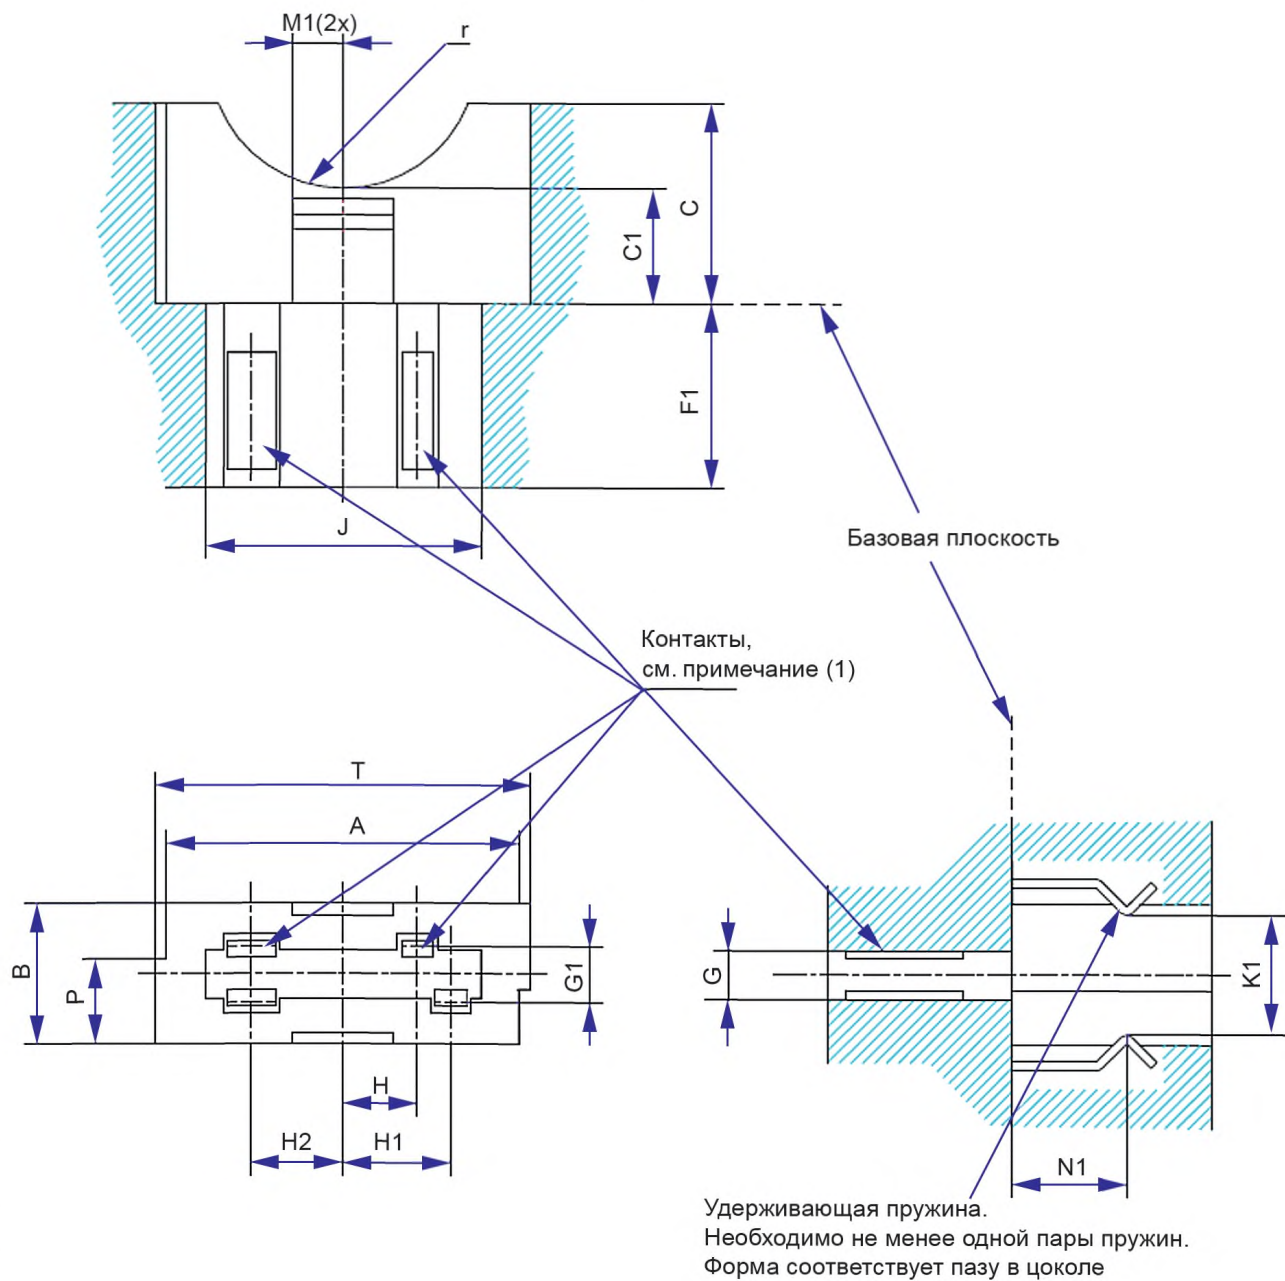 M1(2x)
r
C
C1
F1
J
Базовая плоскость
Контакты,
см. примечание (1)
T
A
B
P
G1
G
K1
H
H2
H1
N1
Удерживающая пружина.
Необходимо не менее одной пары пружин.
Форма соответствует пазу в цоколе